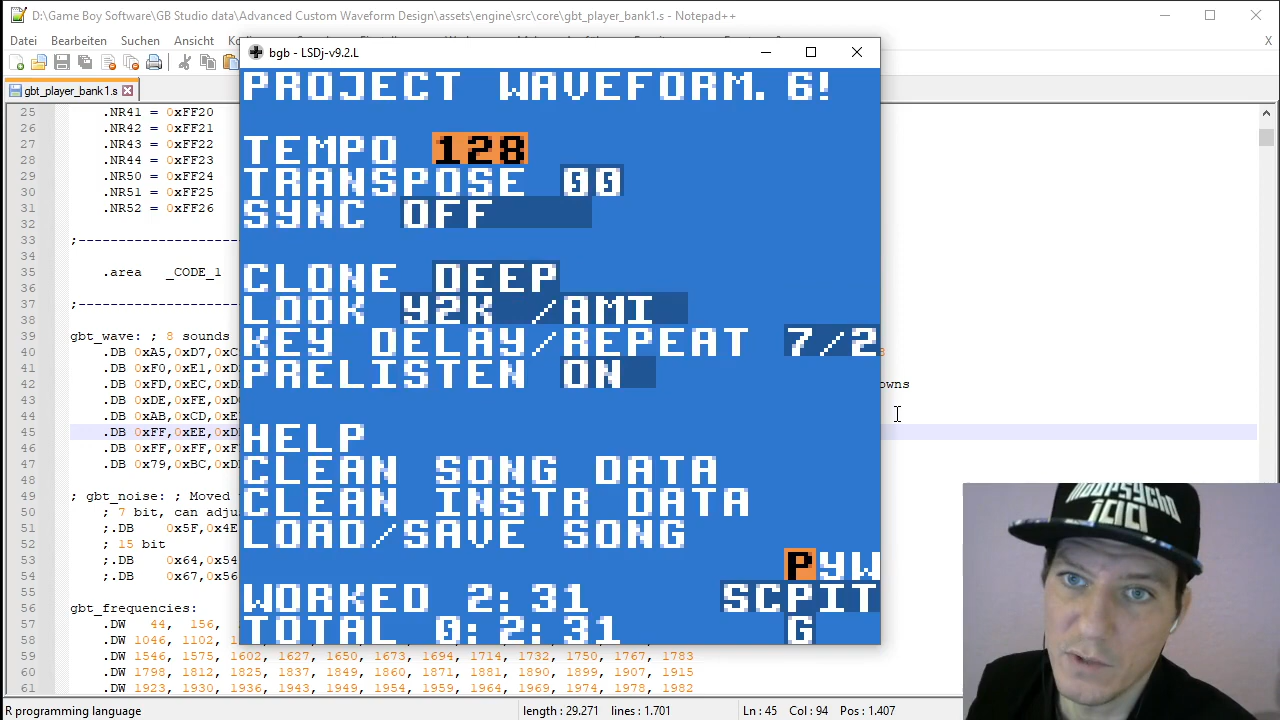 D:\Game Boy Software\GB Studio data\Advanced Custom Waveform Design\assets\engine\src\core\gbt_player_bank1.s - Notepad++
Datei Bearbeiten Suchen Ansicht
X
gbt_player_bank1.s
bgb - LSDj-v9.2.L
25 .NR41 = 0xFF20
26 .NR42 = 0xFF21
27 .NR43 = 0xFF22
28 .NR44 = 0xFF23
29 .NR50 = 0xFF24
30 .NR51 = 0xFF25
31 .NR52 = 0xFF26
32
33 ;--------------------
34
35 .area _CODE_1
36
37 ;--------------------
38
39 gbt_wave: ; 8 sounds
40 .DB 0xA5,0xD7,0xC
41 .DB 0xF0,0xE1,0xD
42 .DB 0xFD,0xEC,0xD owns
43 .DB 0xDE,0xFE,0xD
44 .DB 0xAB,0xCD,0xE
45 .DB 0xFF,0xEE,0xD
46 .DB 0xFF,0xFF,0xF
47 .DB 0x79,0xBC,0xD
48
49 ; gbt_noise: ; Moved
50 ; 7 bit, can adju
51 ;.DB 0x5F,0x4E
52 ; 15 bit
53 ;.DB 0x64,0x54
54 ;.DB 0x67,0x56
55
56 gbt_frequencies:
57 .DW 44, 156,
58 .DW 1046, 1102,
59 .DW 1546, 1575, 1602, 1627, 1650, 1673, 1694, 1714, 1732, 1750, 1767, 1783
60 .DW 1798, 1812, 1825, 1837, 1849, 1860, 1871, 1881, 1890, 1899, 1907, 1915
61 .DW 1923, 1930, 1936, 1943, 1949, 1954, 1959, 1964, 1969, 1974, 1978, 1982
PROJECT WAVEFORM.6!
TEMPO 128
TRANSPOSE 00
SYNC OFF
CLONE DEEP
LOOK Y2K /AMI
KEY DELAY/REPEAT 7/2
PRELISTEN ON
HELP
CLEAN SONG DATA
CLEAN INSTR DATA
LOAD/SAVE SONG
PYW
WORKED 2:31 SCPIT
TOTAL 0:2:31 G
R programming language length : 29.271 lines : 1.701 Ln : 45 Col : 94 Pos : 1.407